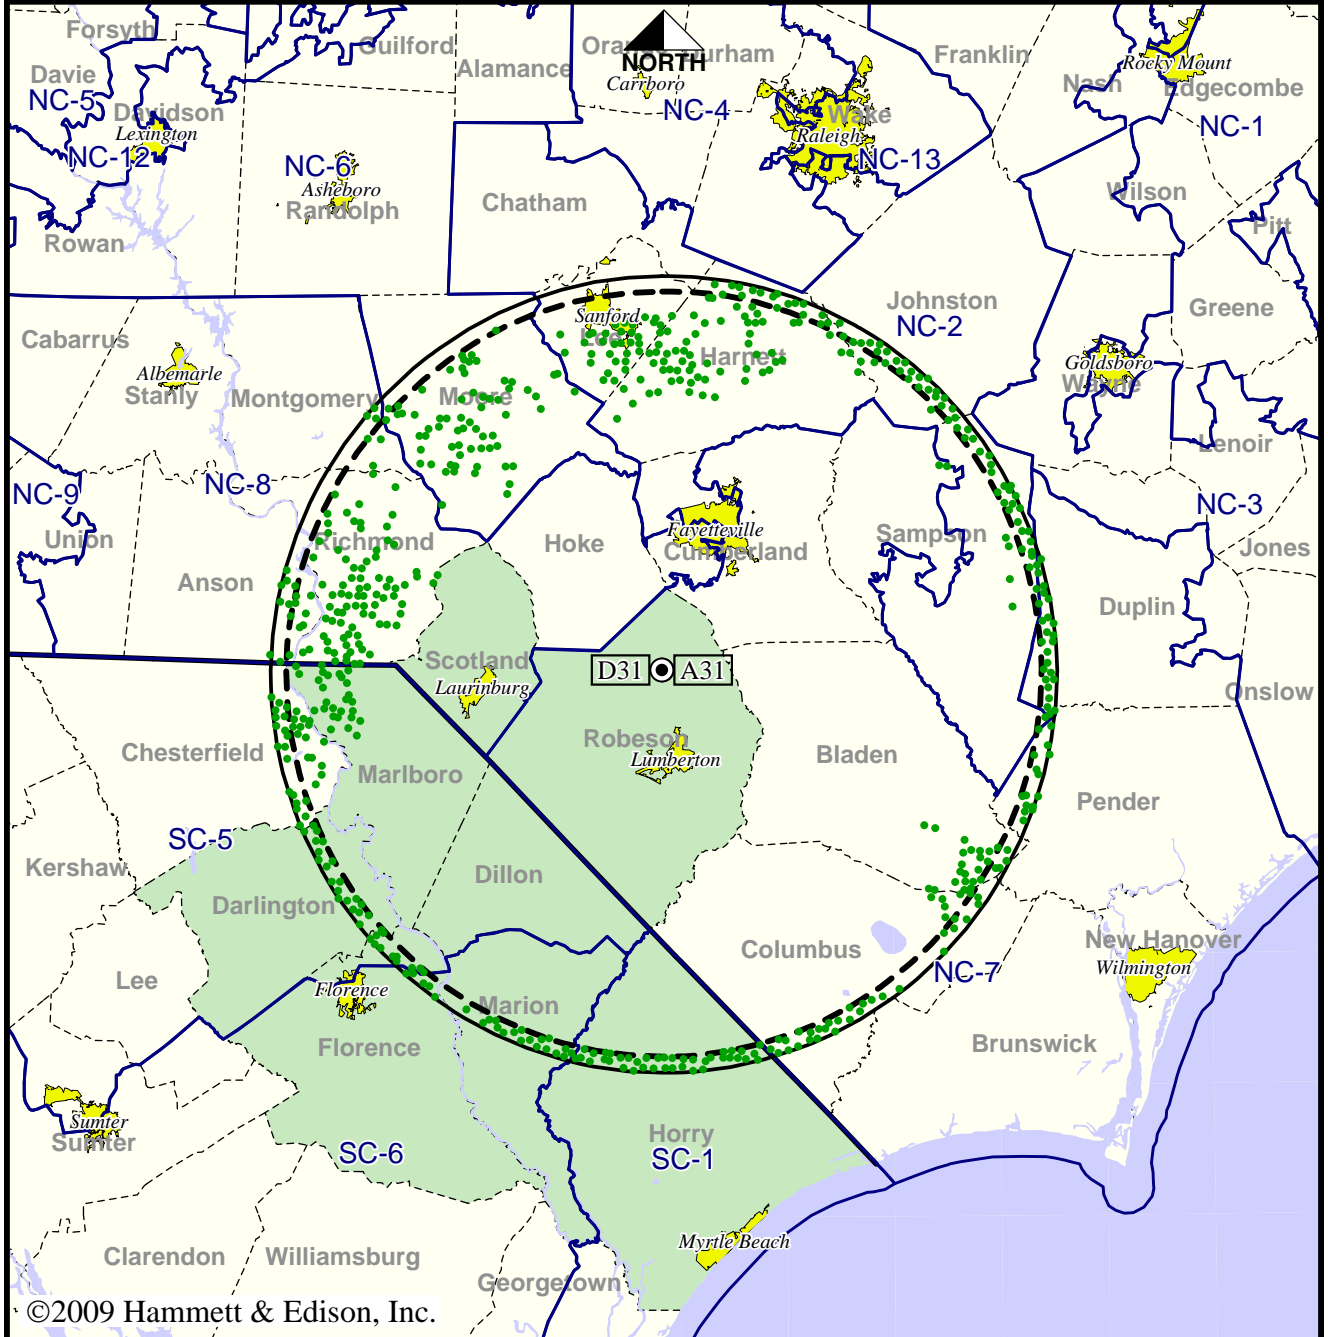 Forsyth
Guilford
Orange
Durham
Franklin
NORTH
Rocky Mount
Davie
Alamance
Carrboro
Nash
Edgecombe
NC-5
Davidson
NC-4
Wake
NC-1
Lexington
Raleigh
NC-12
NC-6
NC-13
Asheboro
Randolph
Chatham
Wilson
Rowan
Pitt
Johnston
Greene
Sanford
NC-2
Cabarrus
Lee
Harnett
Goldsboro
Albemarle
Wayne
Stanly
Montgomery
Moore
Lenoir
NC-9
NC-8
NC-3
Union
Richmond
Hoke
Fayetteville
Cumberland
Sampson
Jones
Anson
Duplin
Scotland
D31
A31
Laurinburg
Onslow
Chesterfield
Robeson
Lumberton
Bladen
Marlboro
Pender
SC-5
Kershaw
Dillon
Darlington
Columbus
New Hanover
Wilmington
NC-7
Lee
Florence
Marion
Florence
Brunswick
Sumter
Sumter
Horry
SC-6
SC-1
Myrtle Beach
Clarendon
Williamsburg
Georgetown
©2009 Hammett & Edison, Inc.